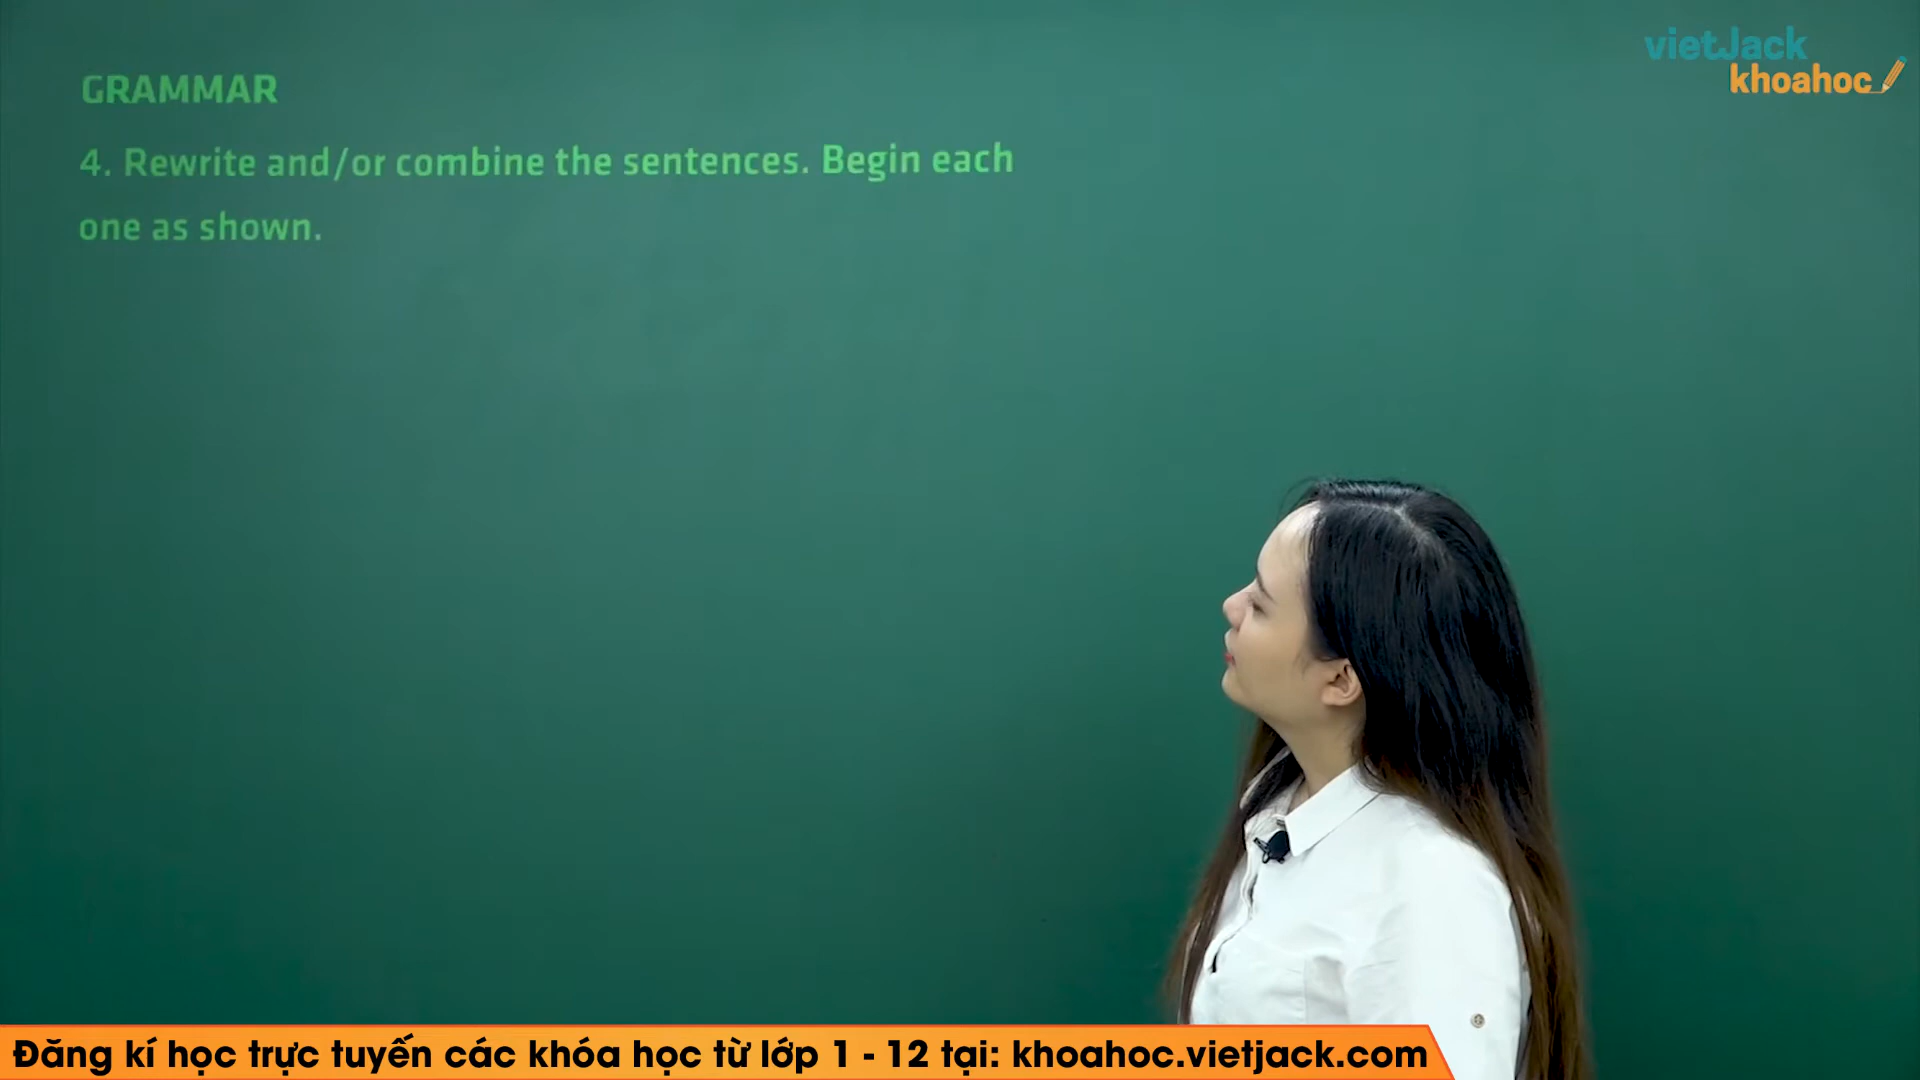 vietJack
khoahoc
GRAMMAR
4. Rewrite and/or combine the sentences. Begin each
one as shown.
Đăng kí học trực tuyến các khóa học từ lớp 1 - 12 tại: khoahoc.vietjack.com